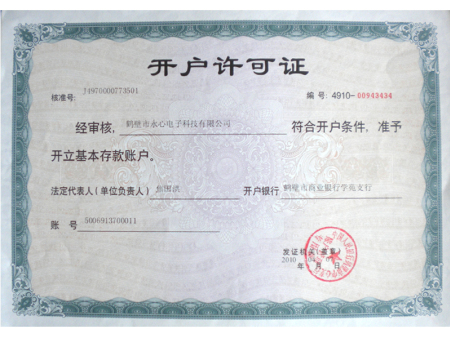 开户许可证
核准号: J4970000773501 编号: 4910-00943434
经审核, 鹤壁市永心电子科技有限公司 符合开户条件, 准予
开立基本存款账户。
法定代表人(单位负责人) 开户银行 鹤壁市商业银行学苑支行
账号 5006913700011
发证机关(盖章)
2010 年 月 日